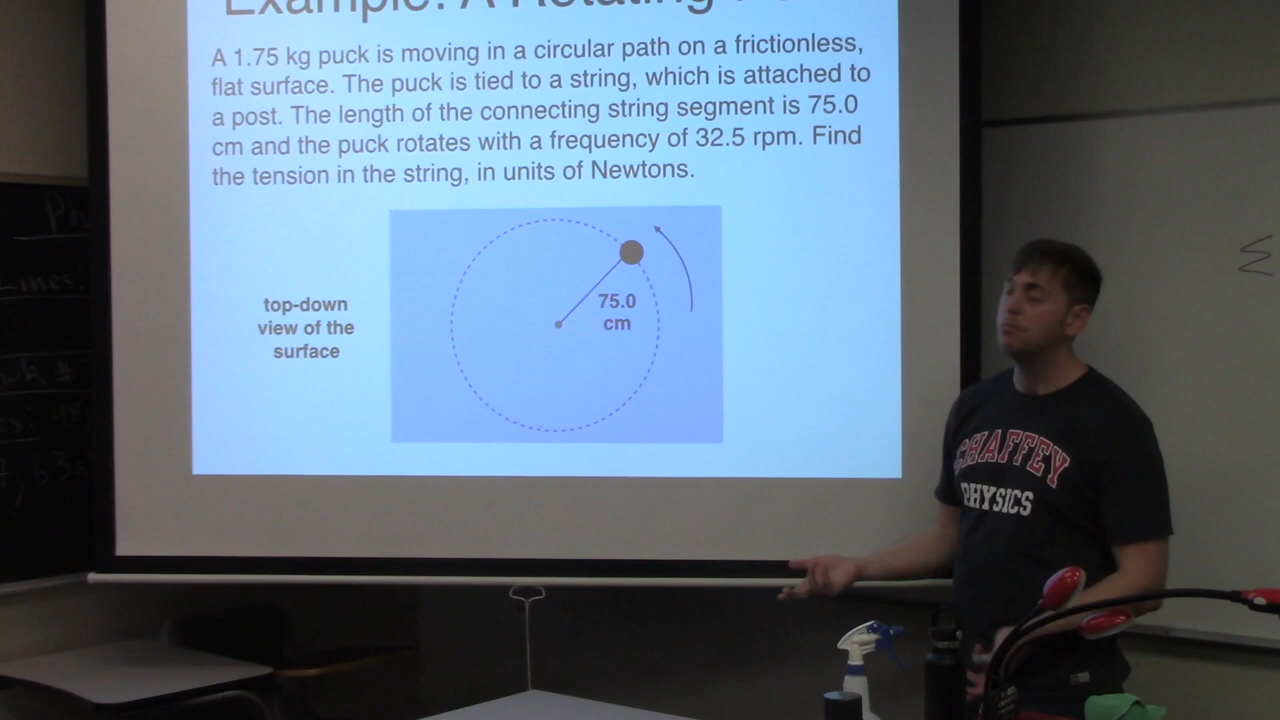 Example: A Rotating
A 1.75 kg puck is moving in a circular path on a frictionless,
flat surface. The puck is tied to a string, which is attached to
a post. The length of the connecting string segment is 75.0
cm and the puck rotates with a frequency of 32.5 rpm. Find
the tension in the string, in units of Newtons.
75.0
cm
top-down
view of the
surface
CHAFFEY
PHYSICS